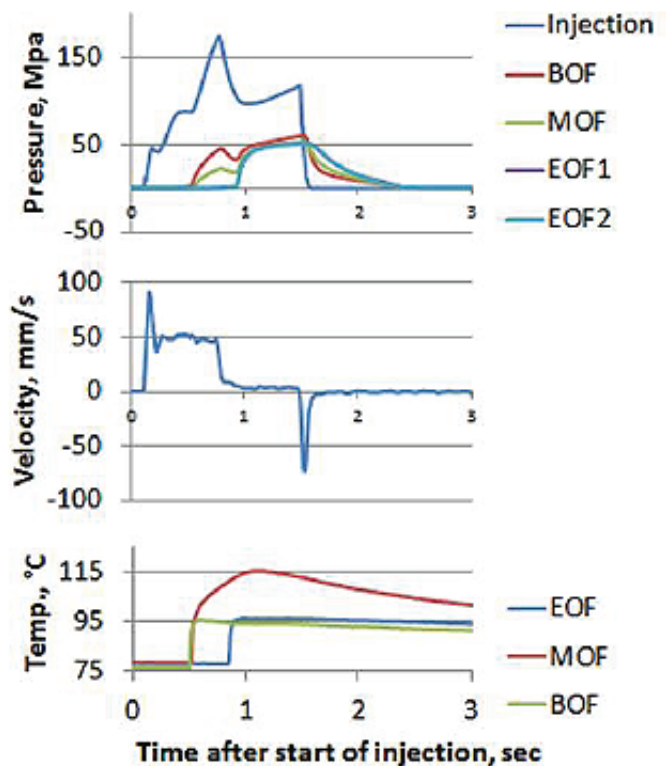 Pressure, Mpa
150
50
-50
0
1
2
3
Injection
BOF
MOF
EOF1
EOF2
Velocity, mm/s
100
50
0
-50
-100
0
1
2
3
Temp., °C
115
95
75
0
1
2
3
EOF
MOF
BOF
Time after start of injection, sec